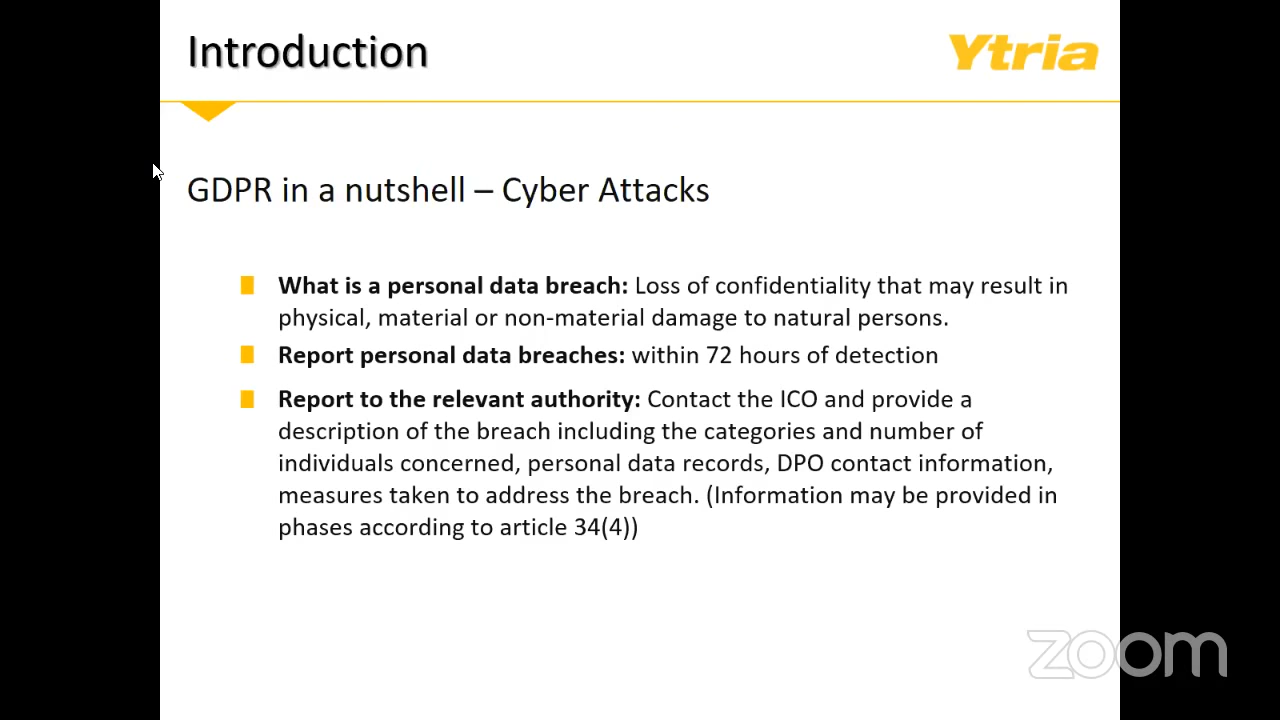 Introduction
Ytria
GDPR in a nutshell – Cyber Attacks
What is a personal data breach: Loss of confidentiality that may result in
physical, material or non-material damage to natural persons.
Report personal data breaches: within 72 hours of detection
Report to the relevant authority: Contact the ICO and provide a
description of the breach including the categories and number of
individuals concerned, personal data records, DPO contact information,
measures taken to address the breach. (Information may be provided in
phases according to article 34(4))
zoom